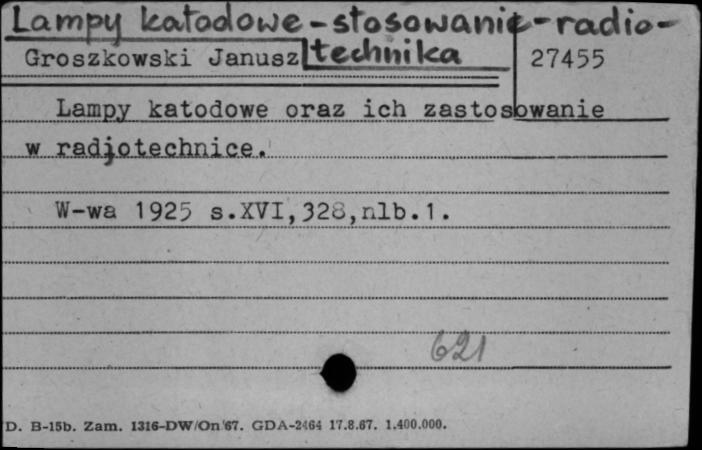 Lampy katodowe - stosowanie - radio-
technika
Groszkowski Janusz 27455
Lampy katodowe oraz ich zastosowanie
w radjotechnice.
W-wa 1925 s.XVI,328,nlb.1.
621
D. B-15b. Zam. 1316-DW/On 67. GDA-2464 17.8.67. 1.400.000.